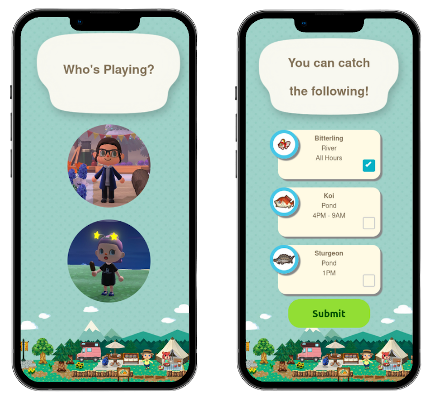 Who's Playing?
You can catch
the following!
Bitterling
River
All Hours
Koi
Pond
4PM - 9AM
Sturgeon
Pond
1PM
Submit